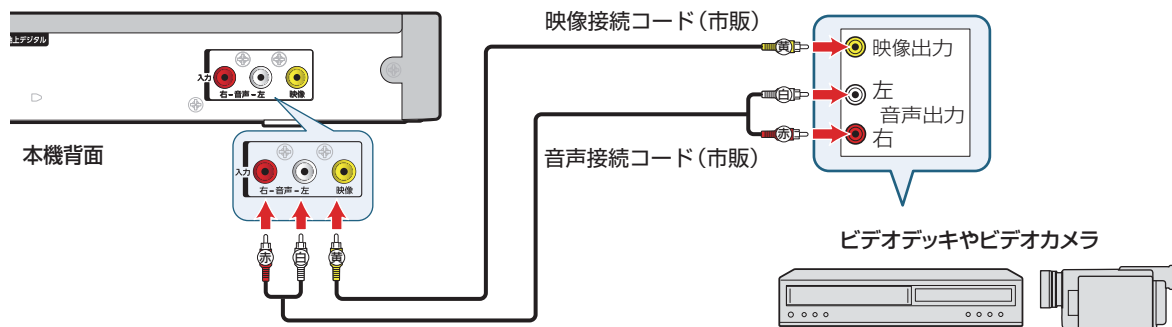 映像接続コード(市販)
上デジタル
入力
右-音声-左
映像
本機背面
入力
右-音声-左
映像
赤
白
黄
黄
白
赤
音声接続コード(市販)
映像出力
左
音声出力
右
ビデオデッキやビデオカメラ